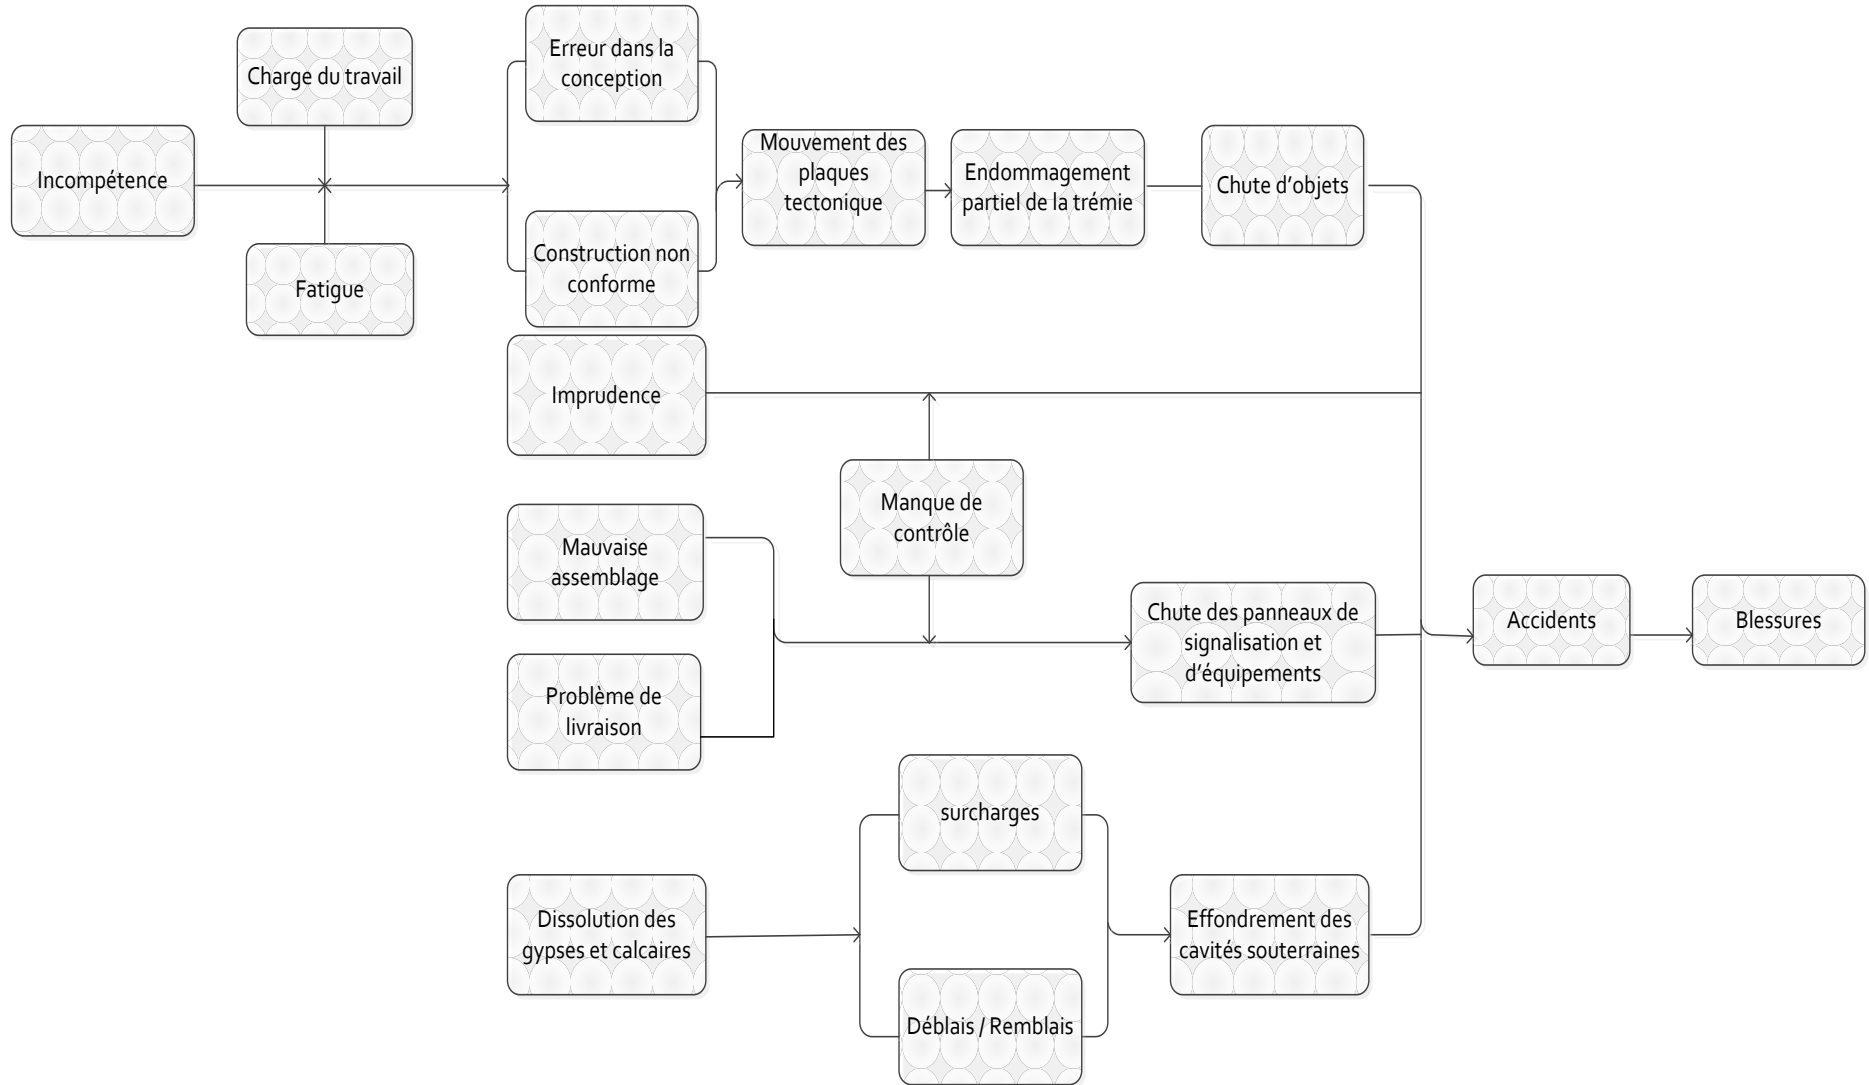 Erreur dans la
conception
Charge du travail
Incompétence
Fatigue
Construction non
conforme
Mouvement des
plaques
tectonique
Endommagement
partiel de la trémie
Chute d’objets
Imprudence
Manque de
contrôle
Mauvaise
assemblage
Problème de
livraison
Chute des panneaux de
signalisation et
d’équipements
Accidents
Blessures
surcharges
Dissolution des
gypses et calcaires
Effondrement des
cavités souterraines
Déblais / Remblais